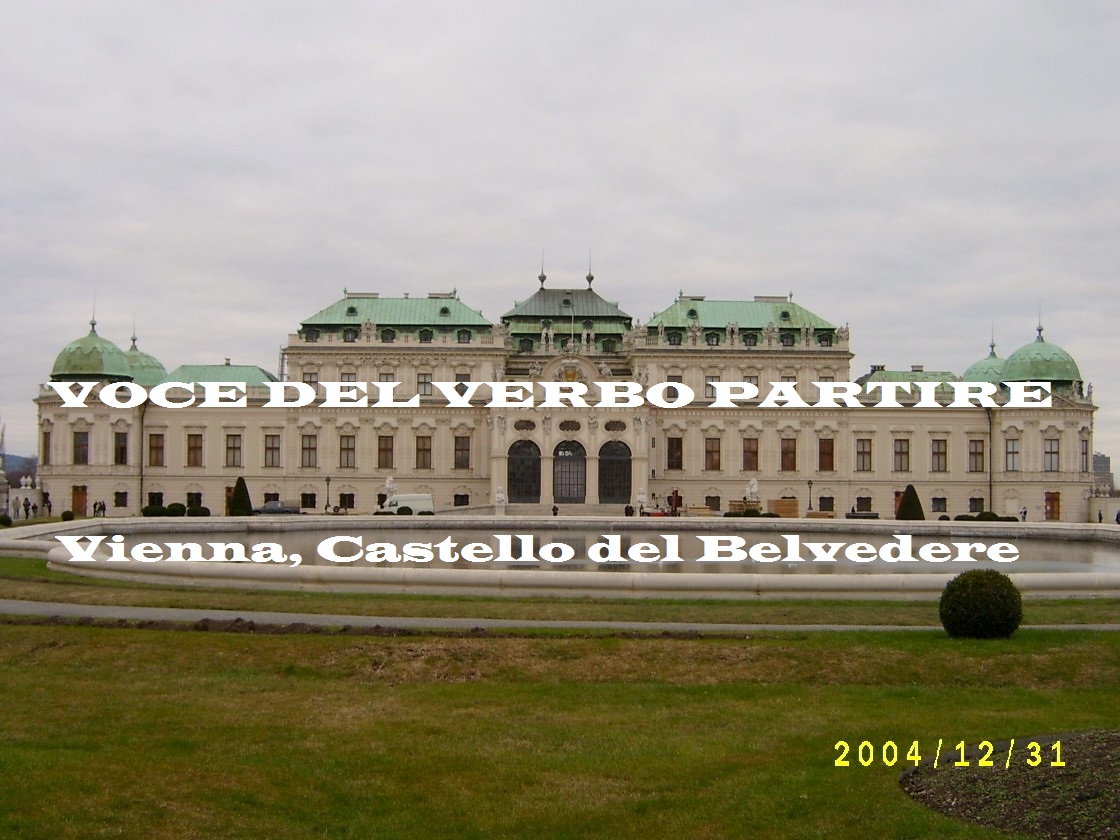 VOCE DEL VERBO PARTIRE
Vienna, Castello del Belvedere
2004/12/31